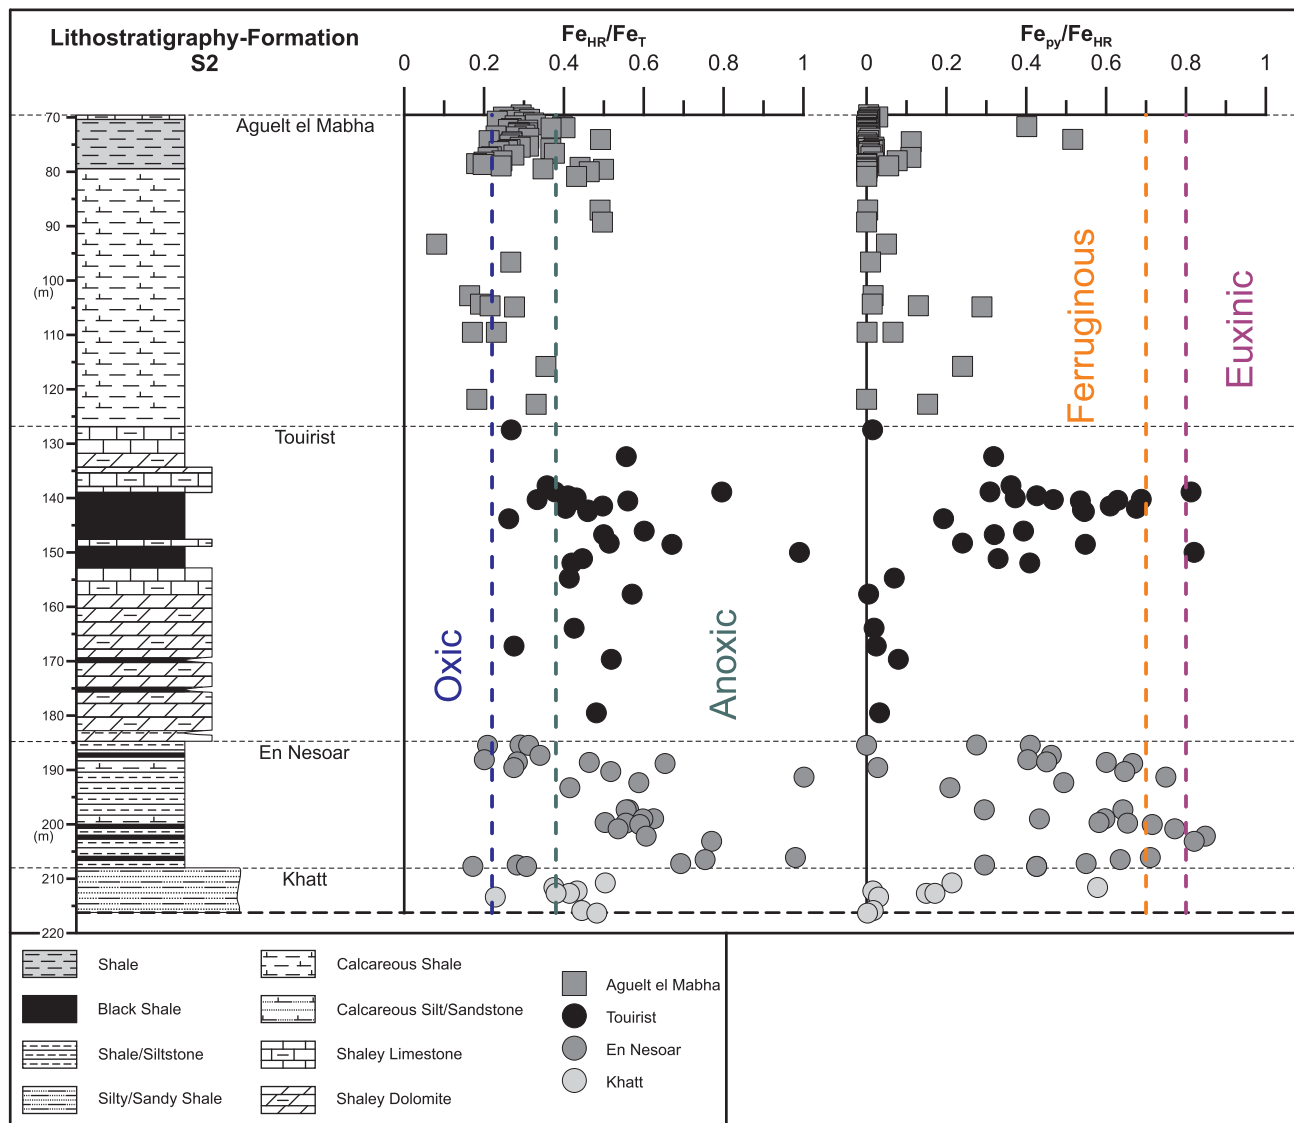 Lithostratigraphy-Formation
S2
Fe_HR/Fe_T
Fe_py/Fe_HR
0 0.2 0.4 0.6 0.8 1
0 0.2 0.4 0.6 0.8 1
70
80
90
100
(m)
110
120
130
140
150
160
170
180
190
200
(m)
210
220
Aguelt el Mabha
Touirist
En Nesoar
Khatt
Oxic
Anoxic
Ferruginous
Euxinic
Shale
Black Shale
Shale/Siltstone
Silty/Sandy Shale
Calcareous Shale
Calcareous Silt/Sandstone
Shaley Limestone
Shaley Dolomite
Aguelt el Mabha
Touirist
En Nesoar
Khatt